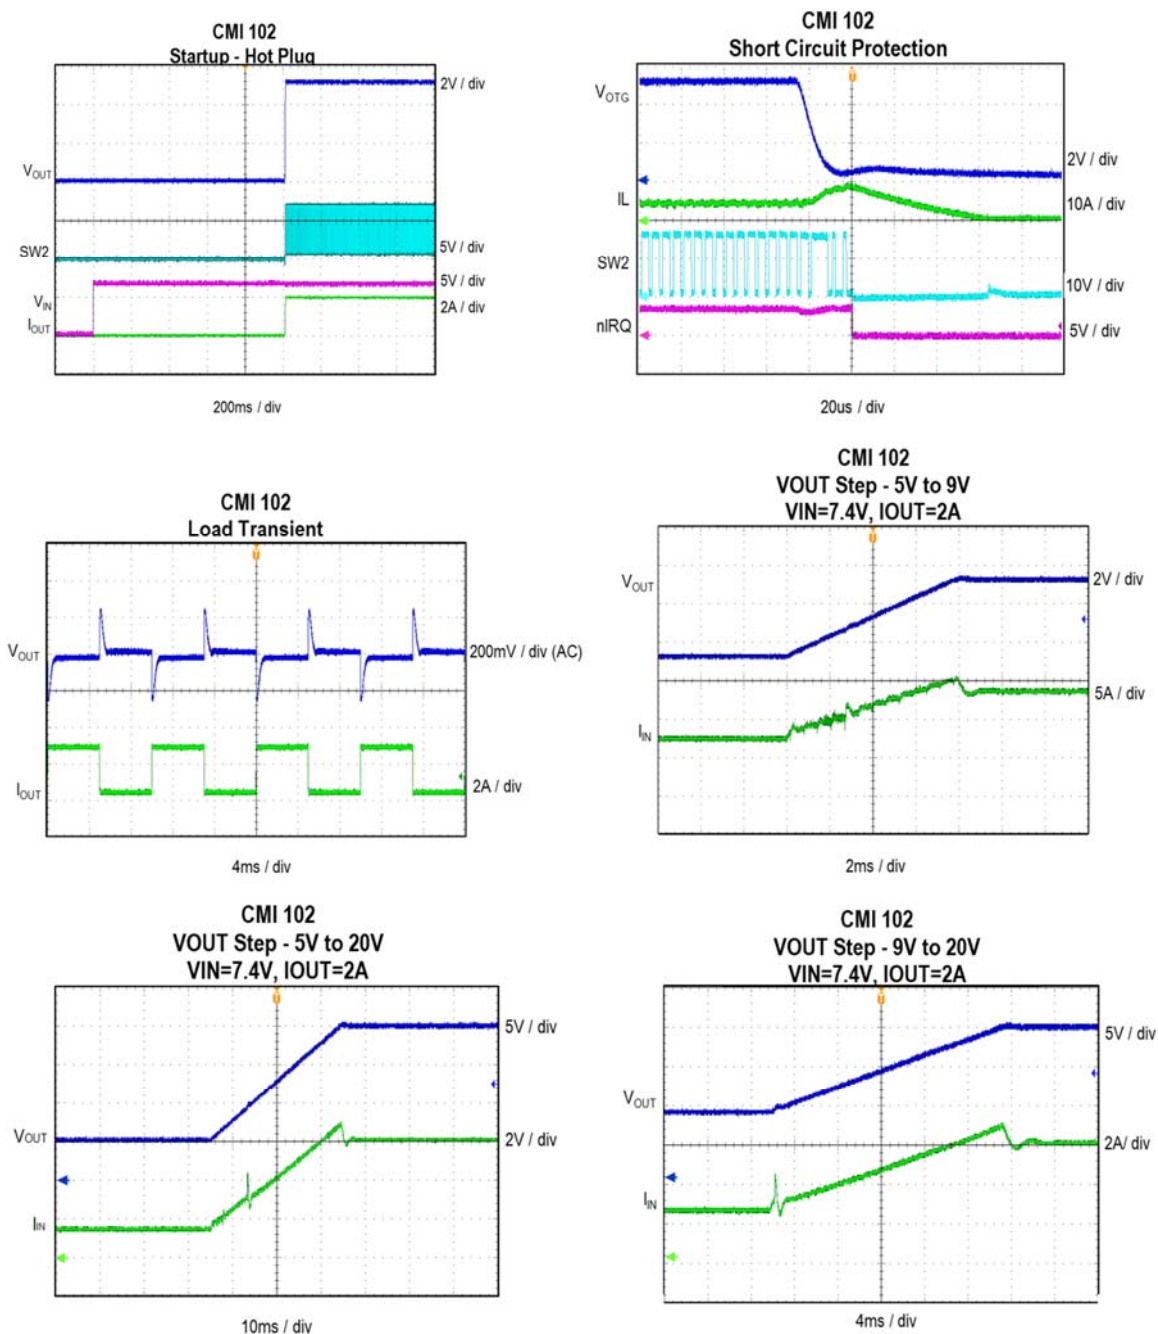 CMI 102
Startup - Hot Plug
2V / div
VOUT
SW2
5V / div
5V / div
VIN
2A / div
IOUT
200ms / div
CMI 102
Short Circuit Protection
VOTG
2V / div
IL
10A / div
SW2
10V / div
nIRQ
5V / div
20us / div
CMI 102
Load Transient
VOUT
200mV / div (AC)
IOUT
2A / div
4ms / div
CMI 102
VOUT Step - 5V to 9V
VIN=7.4V, IOUT=2A
VOUT
2V / div
IIN
5A / div
2ms / div
CMI 102
VOUT Step - 5V to 20V
VIN=7.4V, IOUT=2A
5V / div
VOUT
2V / div
IIN
10ms / div
CMI 102
VOUT Step - 9V to 20V
VIN=7.4V, IOUT=2A
5V / div
VOUT
2A/ div
IIN
4ms / div